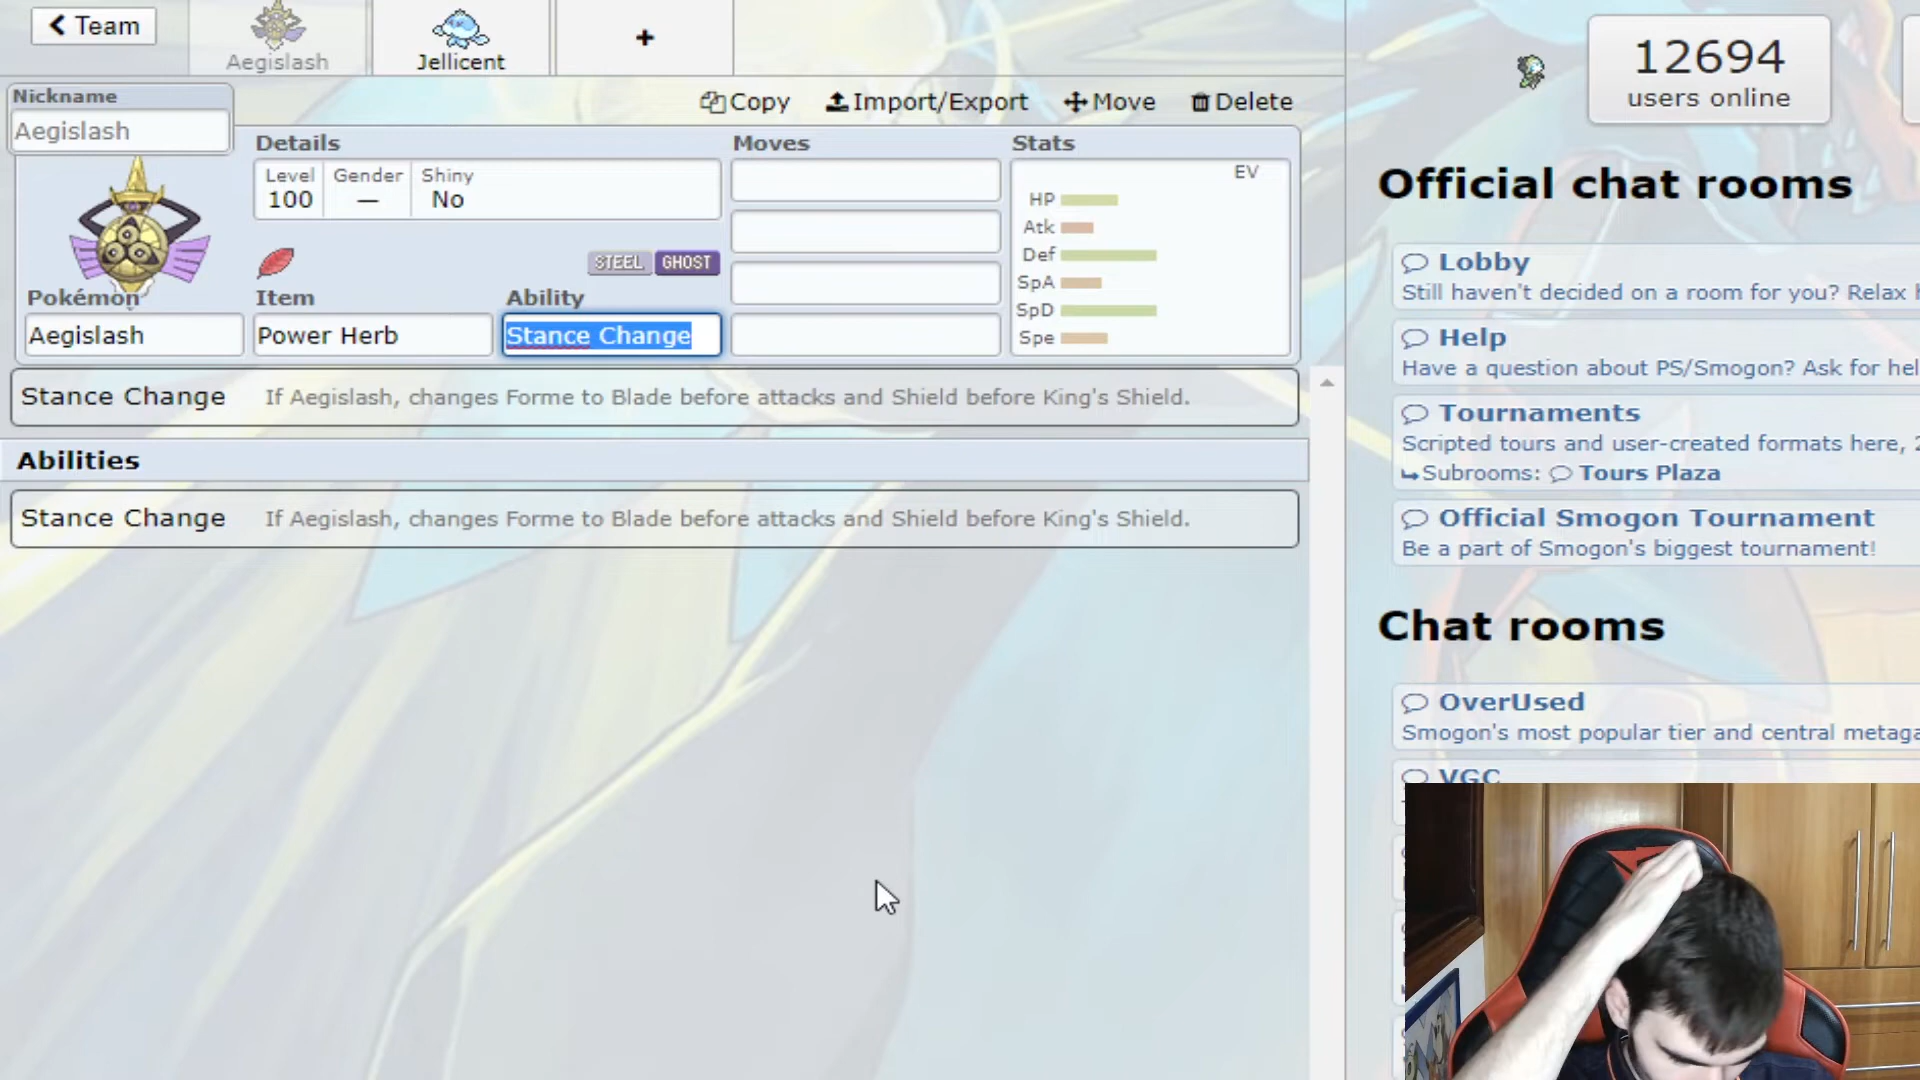 Team
Aegislash
Jellicent
+
Nickname
Aegislash
Copy
Import/Export
Move
Delete
Details
Moves
Stats
Level
Gender
Shiny
100
—
No
EV
HP
Atk
Def
SpA
SpD
Spe
STEEL GHOST
Pokémon
Item
Ability
Aegislash
Power Herb
Stance Change
Stance Change If Aegislash, changes Forme to Blade before attacks and Shield before King's Shield.
Abilities
Stance Change If Aegislash, changes Forme to Blade before attacks and Shield before King's Shield.
12694
users online
Official chat rooms
Lobby
Still haven't decided on a room for you? Relax
Help
Have a question about PS/Smogon? Ask for
Tournaments
Scripted tours and user-created formats here,
Subrooms: Tours Plaza
Official Smogon Tournament
Be a part of Smogon's biggest tournament!
Chat rooms
OverUsed
Smogon's most popular tier and central
VGC